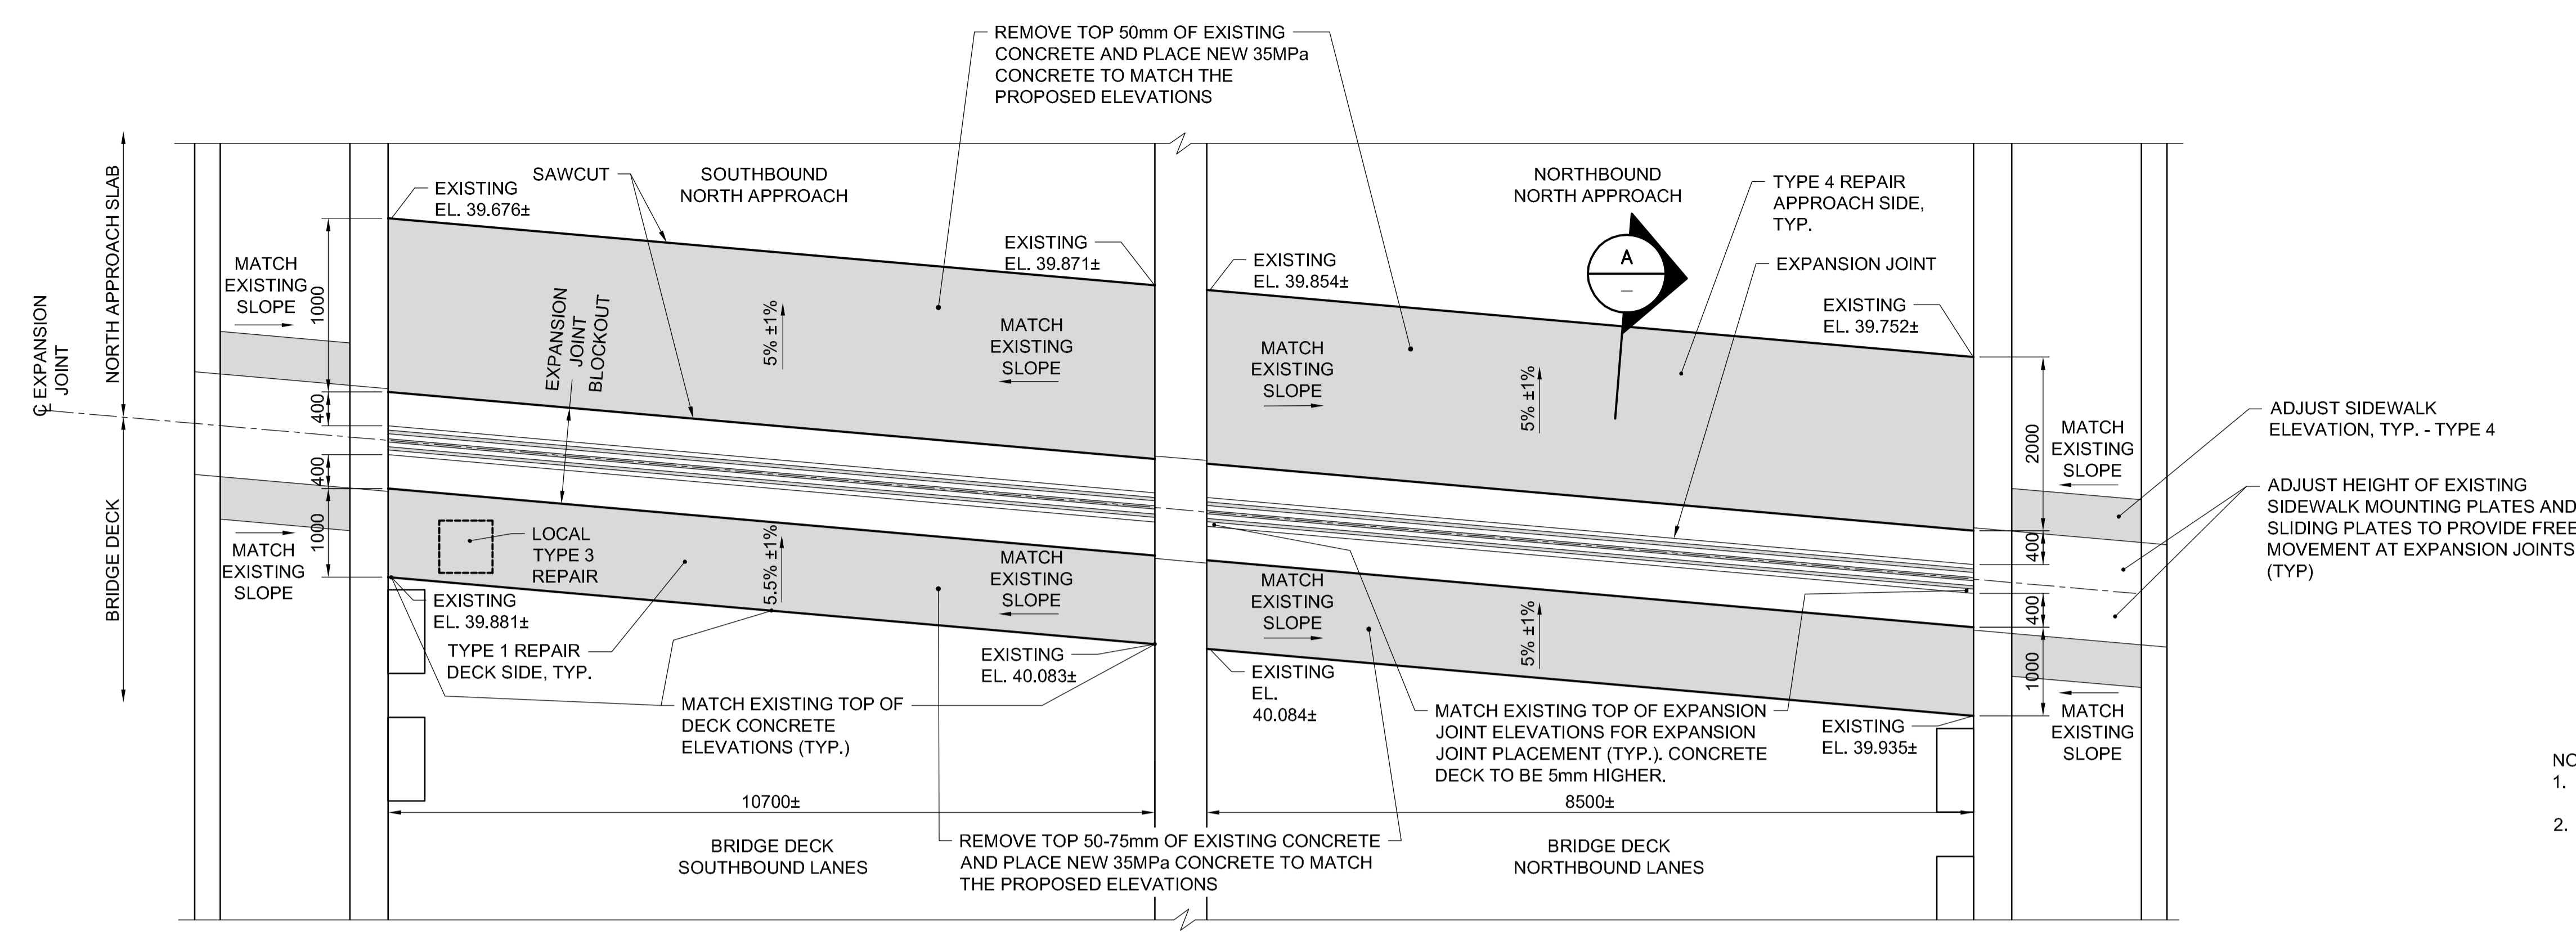 REMOVE TOP 50mm OF EXISTING
CONCRETE AND PLACE NEW 35MPa
CONCRETE TO MATCH THE
PROPOSED ELEVATIONS
NORTH APPROACH SLAB
BRIDGE DECK
℄ EXPANSION
JOINT
SAWCUT
SOUTHBOUND
NORTH APPROACH
EXISTING
EL. 39.676±
EXISTING
EL. 39.871±
MATCH
EXISTING
SLOPE
1000
400
400
1000
MATCH
EXISTING
SLOPE
EXPANSION
JOINT
BLOCKOUT
5% ±1%
MATCH
EXISTING
SLOPE
LOCAL
TYPE 3
REPAIR
5.5% ±1%
MATCH
EXISTING
SLOPE
EXISTING
EL. 39.881±
TYPE 1 REPAIR
DECK SIDE, TYP.
EXISTING
EL. 40.083±
MATCH EXISTING TOP OF
DECK CONCRETE
ELEVATIONS (TYP.)
10700±
BRIDGE DECK
SOUTHBOUND LANES
REMOVE TOP 50-75mm OF EXISTING CONCRETE
AND PLACE NEW 35MPa CONCRETE TO MATCH
THE PROPOSED ELEVATIONS
NORTHBOUND
NORTH APPROACH
TYPE 4 REPAIR
APPROACH SIDE,
TYP.
A
–
EXPANSION JOINT
EXISTING
EL. 39.854±
EXISTING
EL. 39.752±
MATCH
EXISTING
SLOPE
5% ±1%
MATCH
EXISTING
SLOPE
5% ±1%
EXISTING
EL.
40.084±
MATCH EXISTING TOP OF EXPANSION
JOINT ELEVATIONS FOR EXPANSION
JOINT PLACEMENT (TYP.). CONCRETE
DECK TO BE 5mm HIGHER.
EXISTING
EL. 39.935±
8500±
BRIDGE DECK
NORTHBOUND LANES
2000
400
400
1000
MATCH
EXISTING
SLOPE
MATCH
EXISTING
SLOPE
ADJUST SIDEWALK
ELEVATION, TYP. - TYPE 4
ADJUST HEIGHT OF EXISTING
SIDEWALK MOUNTING PLATES AND
SLIDING PLATES TO PROVIDE FREE
MOVEMENT AT EXPANSION JOINTS
(TYP)
NO
1.
2.